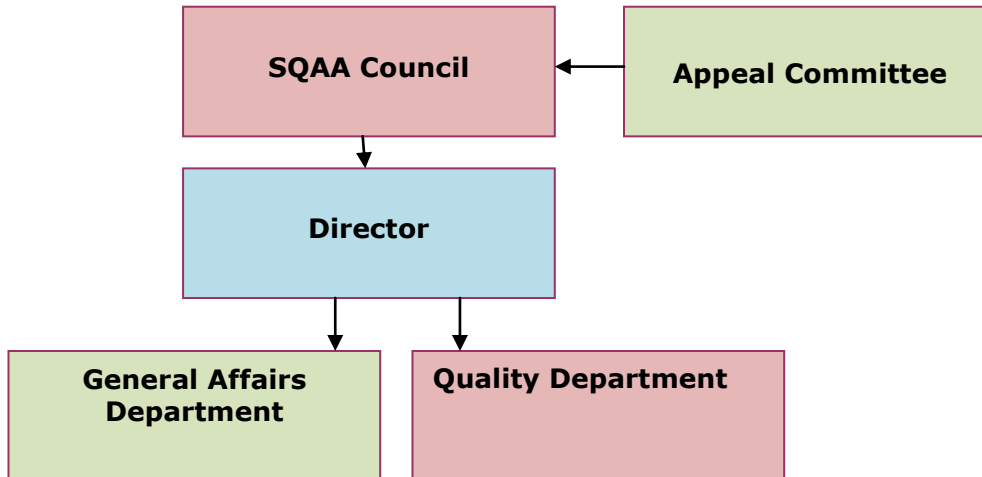 SQAA Council
Appeal Committee
Director
General Affairs
Department
Quality Department